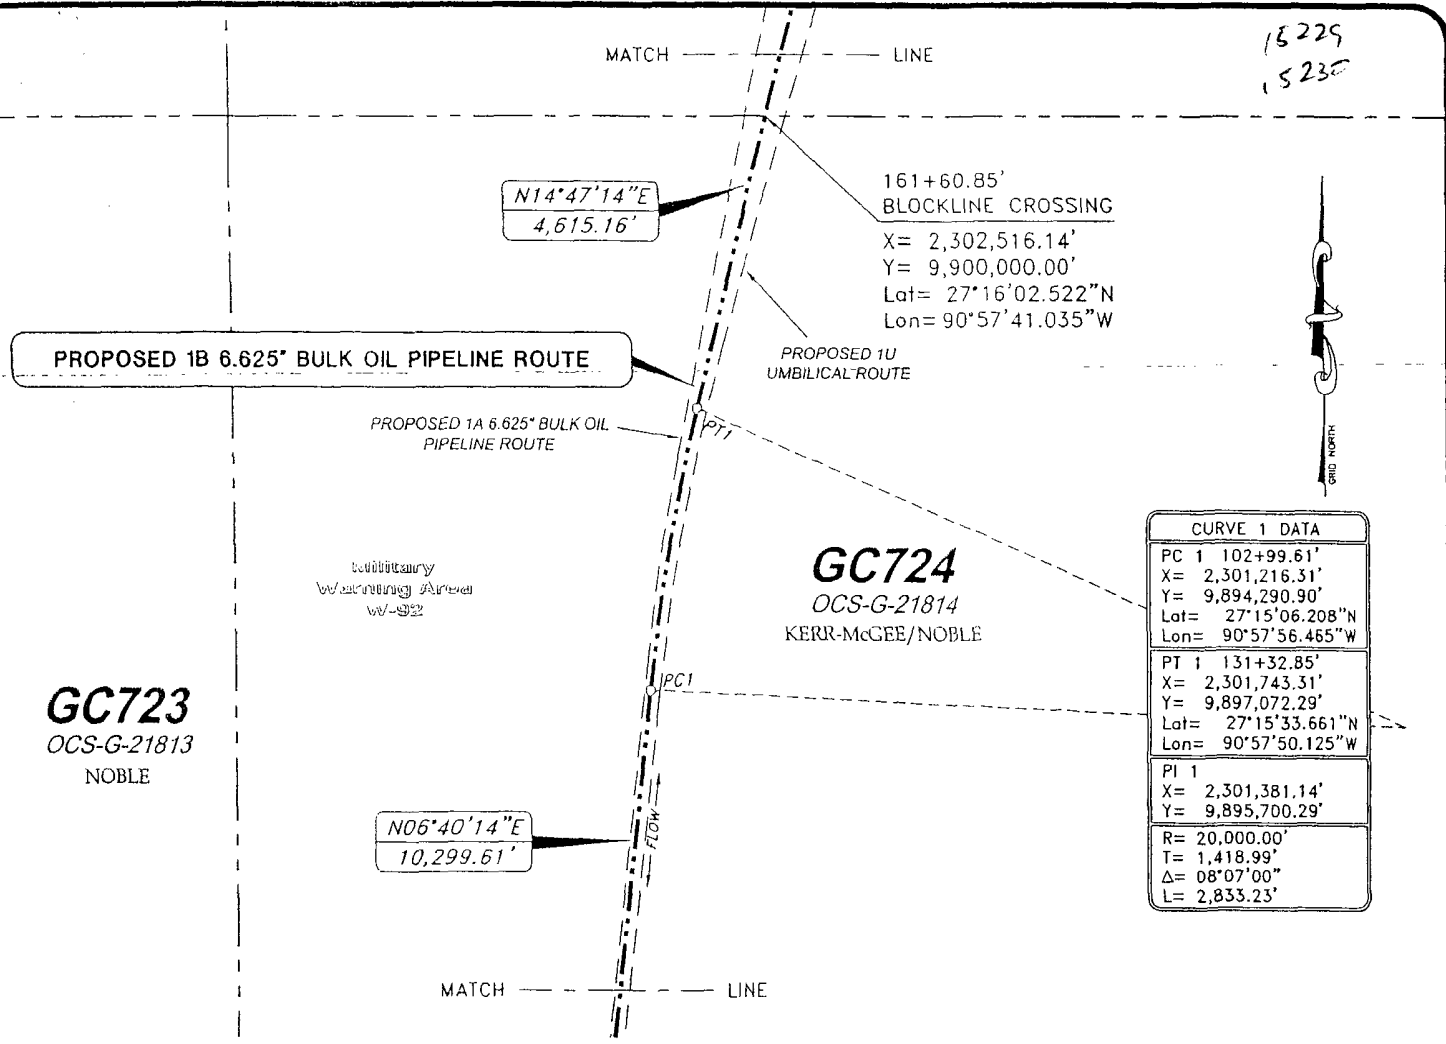 15229
15230
MATCH LINE
161+60.85'
BLOCKLINE CROSSING
X= 2,302,516.14'
Y= 9,900,000.00'
Lat= 27°16'02.522"N
Lon= 90°57'41.035"W
N14°47'14"E
4,615.16'
PROPOSED 1B 6.625" BULK OIL PIPELINE ROUTE
PROPOSED 1U
UMBILICAL ROUTE
PROPOSED 1A 6.625" BULK OIL
PIPELINE ROUTE
PT1
GRID NORTH
Military
Warning Area
W-92
GC724
OCS-G-21814
KERR-McGEE/NOBLE
GC723
OCS-G-21813
NOBLE
PC1
N06°40'14"E
10,299.61'
FLOW
CURVE 1 DATA
PC 1 102+99.61'
X= 2,301,216.31'
Y= 9,894,290.90'
Lat= 27°15'06.208"N
Lon= 90°57'56.465"W
PT 1 131+32.85'
X= 2,301,743.31'
Y= 9,897,072.29'
Lat= 27°15'33.661"N
Lon= 90°57'50.125"W
PI 1
X= 2,301,381.14'
Y= 9,895,700.29'
R= 20,000.00'
T= 1,418.99'
Δ= 08°07'00"
L= 2,833.23'
MATCH LINE